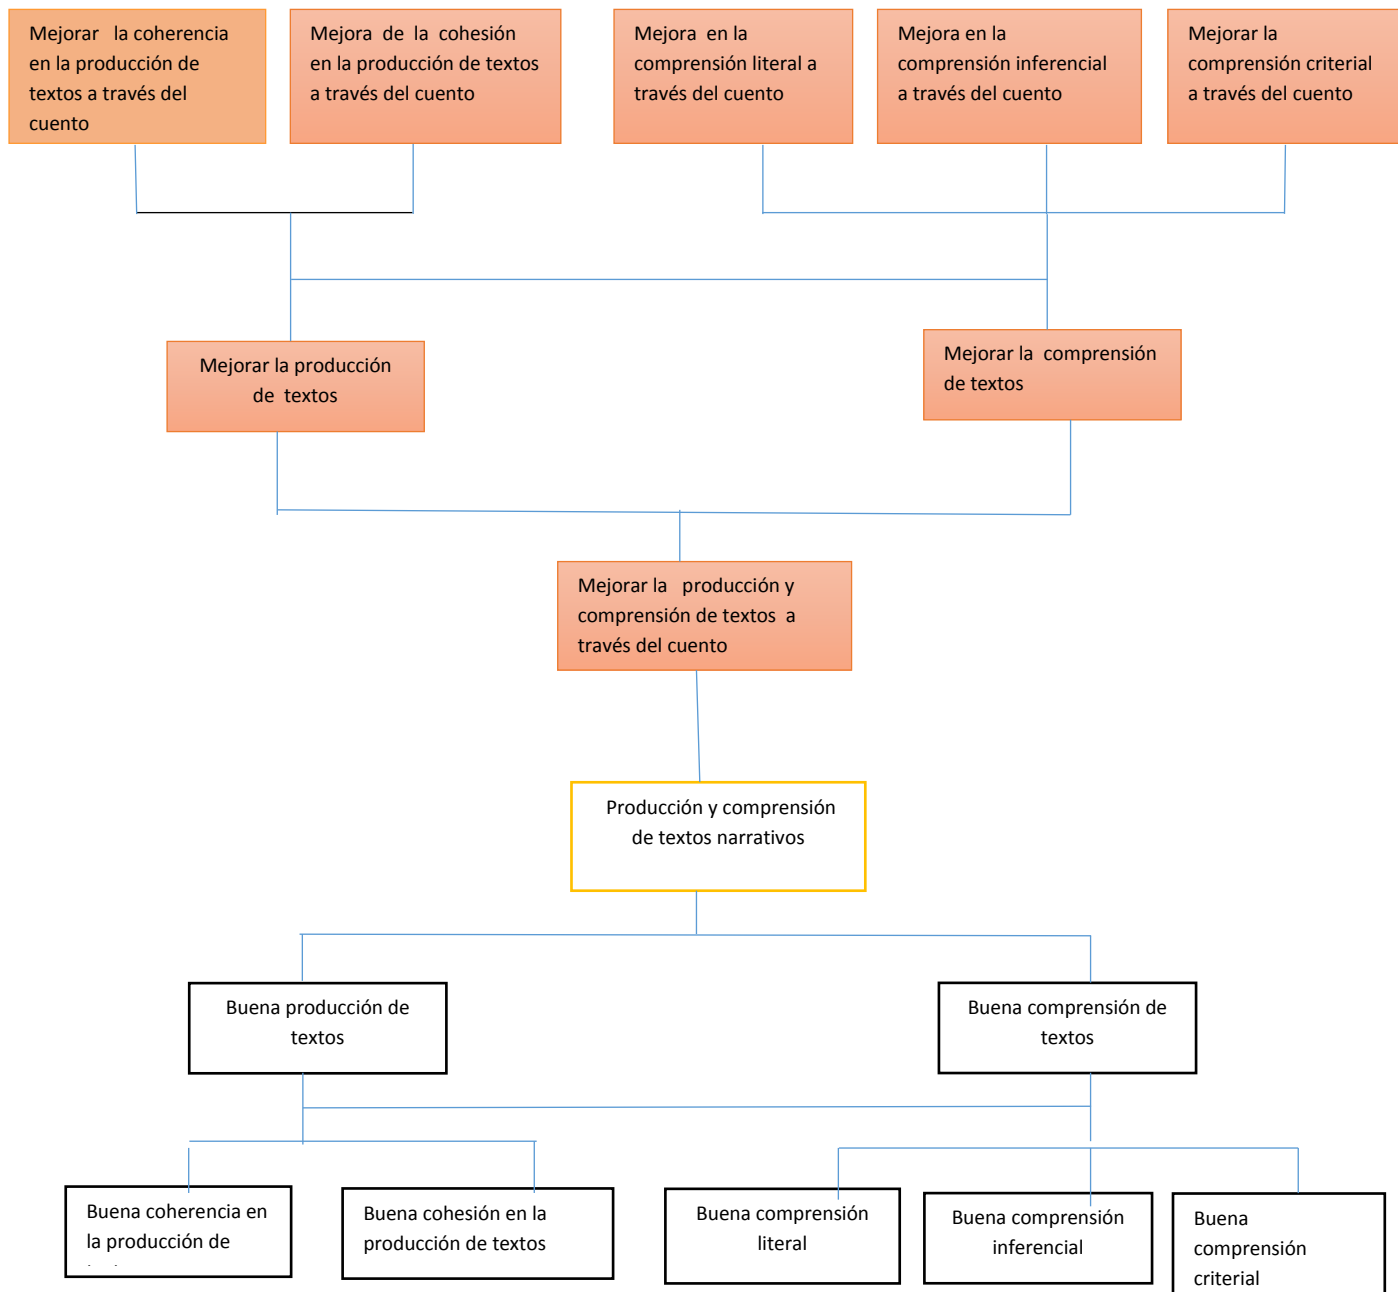 Mejorar la coherencia
en la producción de
textos a través del
cuento
Mejora de la cohesión
en la producción de textos
a través del cuento
Mejora en la
comprensión literal a
través del cuento
Mejora en la
comprensión inferencial
a través del cuento
Mejorar la
comprensión criterial
a través del cuento
Mejorar la producción
de textos
Mejorar la comprensión
de textos
Mejorar la producción y
comprensión de textos a
través del cuento
Producción y comprensión
de textos narrativos
Buena producción de
textos
Buena comprensión de
textos
Buena coherencia en
la producción de
Buena cohesión en la
producción de textos
Buena comprensión
literal
Buena comprensión
inferencial
Buena
comprensión
criterial